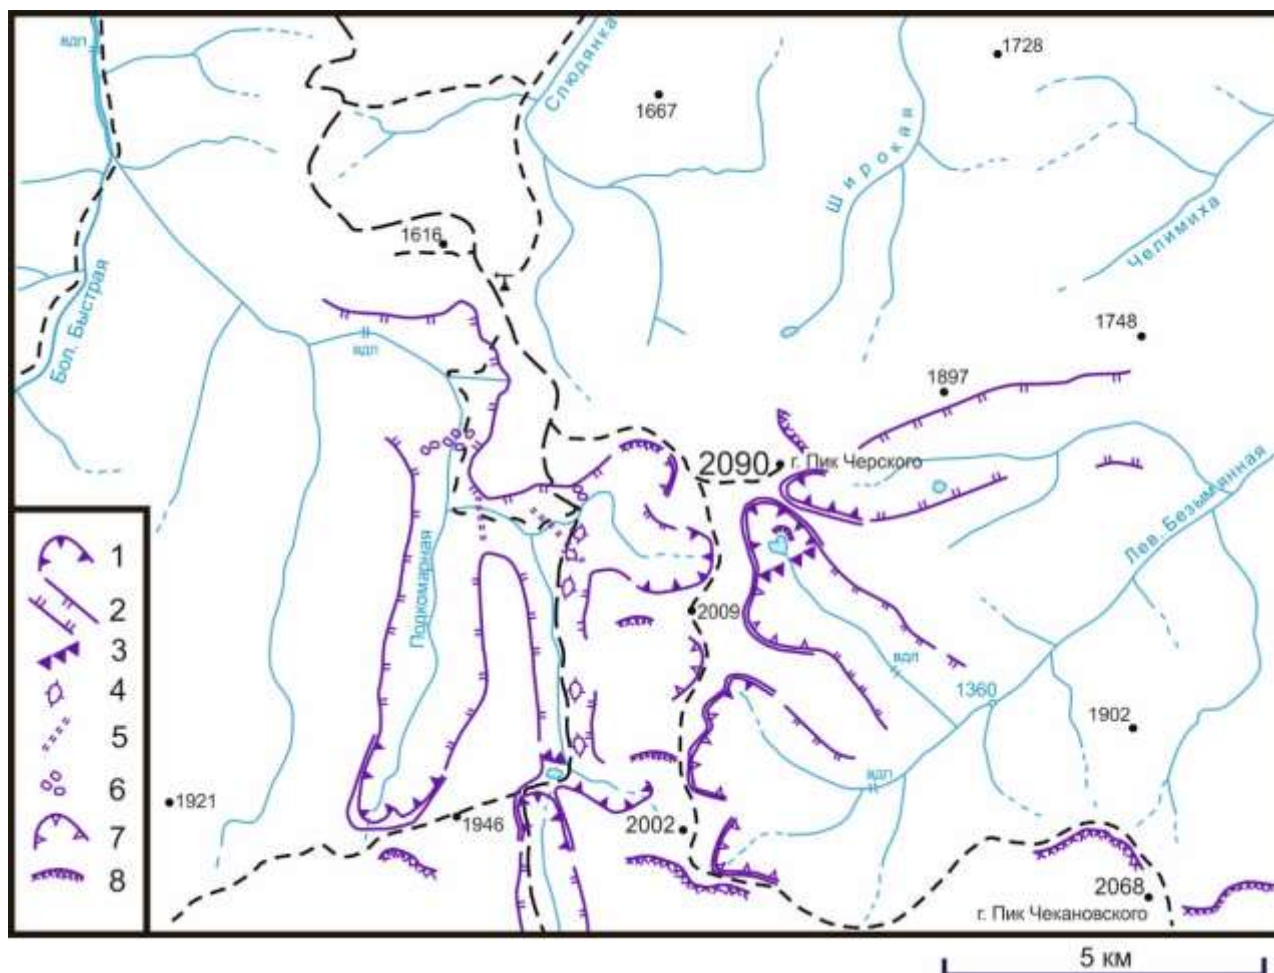 вдп
Слюдянка
1728
1667
Широкая
Челимиха
1616
Бол. Быстрая
вдп
1748
1897
2090
г. Пик Черского
Лев. Безымянная
Подкомарная
1
2
3
4
5
6
7
8
2009
вдп
1360
1902
вдп
1921
1946
2002
2068
г. Пик Чекановского
5 км